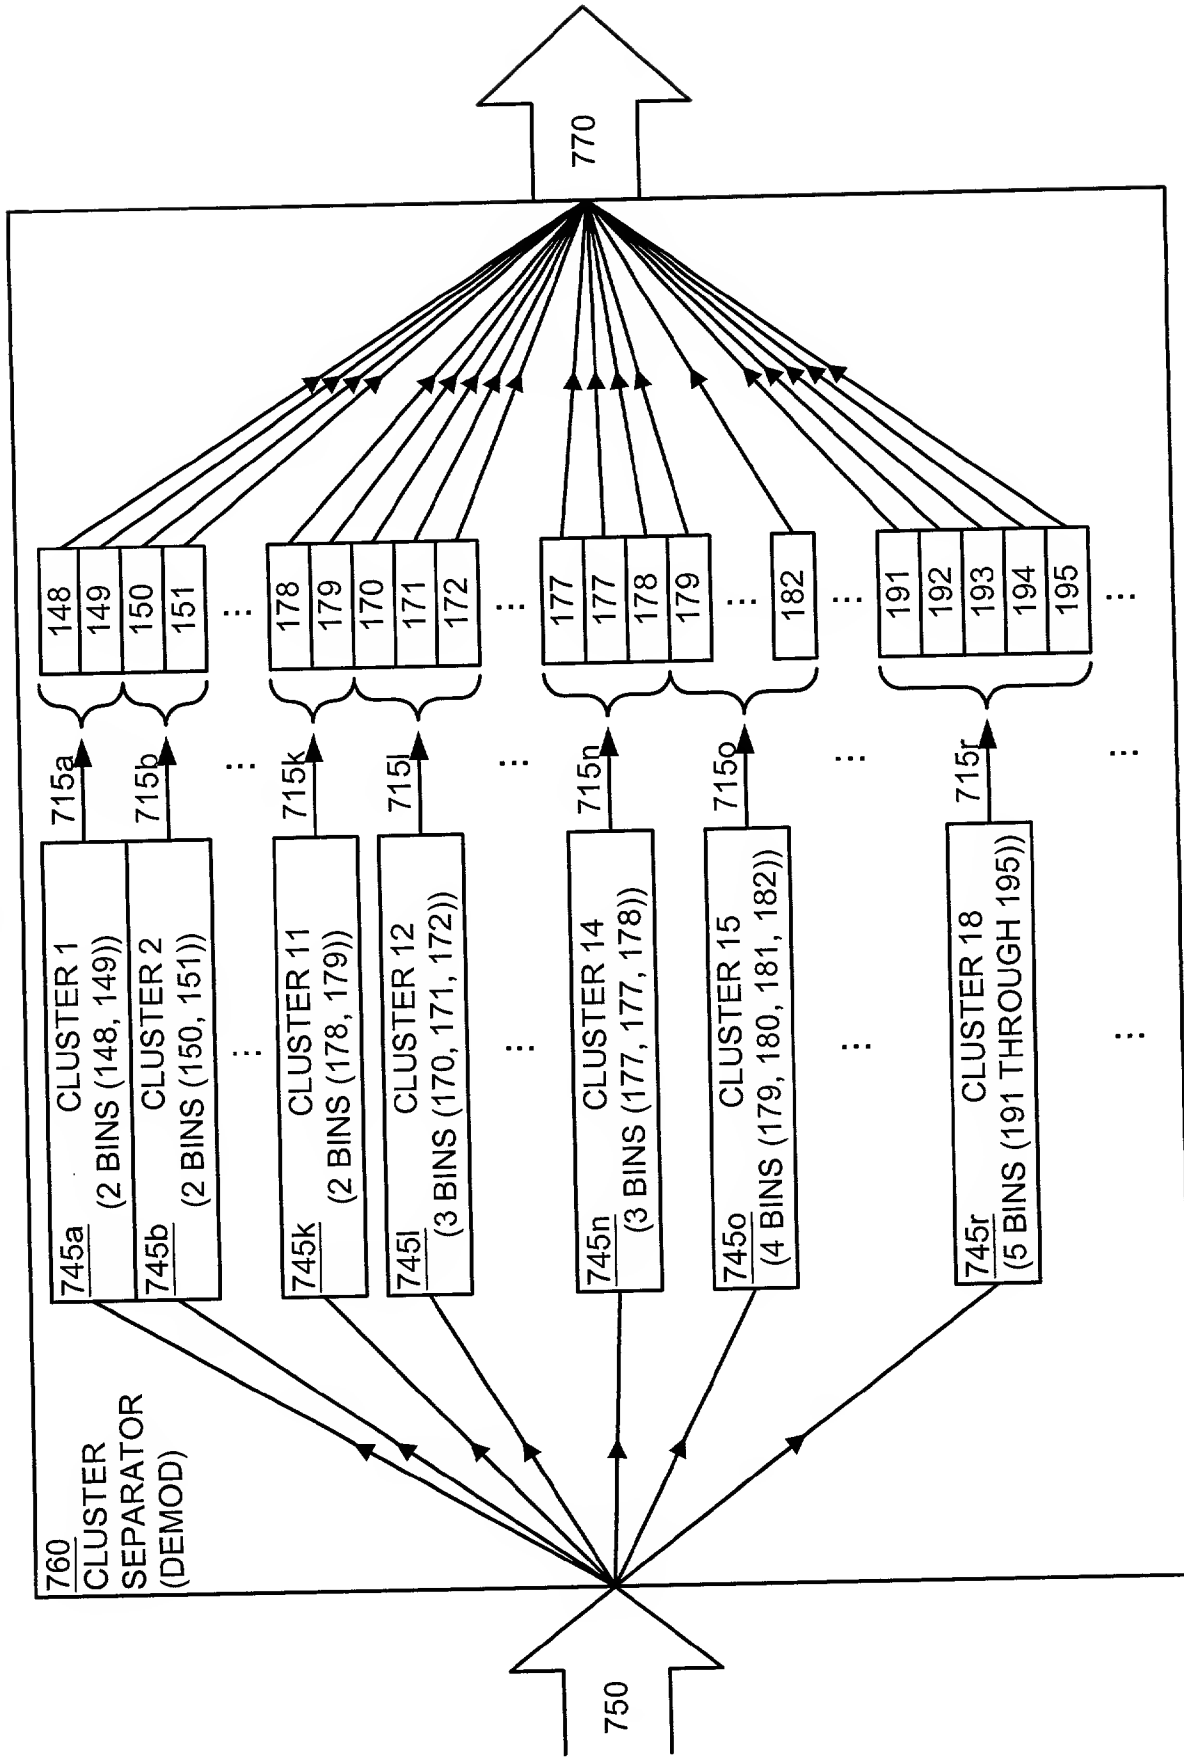 760
CLUSTER
SEPARATOR
(DEMOD)
750
745a
CLUSTER 1
(2 BINS (148, 149))
745b
CLUSTER 2
(2 BINS (150, 151))
...
745k
CLUSTER 11
(2 BINS (178, 179))
745l
CLUSTER 12
(3 BINS (170, 171, 172))
...
745n
CLUSTER 14
(3 BINS (177, 177, 178))
745o
CLUSTER 15
(4 BINS (179, 180, 181, 182))
...
745r
CLUSTER 18
(5 BINS (191 THROUGH 195))
...
715a
715b
...
715k
715l
...
715n
715o
...
715r
...
148
149
150
151
...
178
179
170
171
172
...
177
177
178
179
...
182
...
191
192
193
194
195
...
770